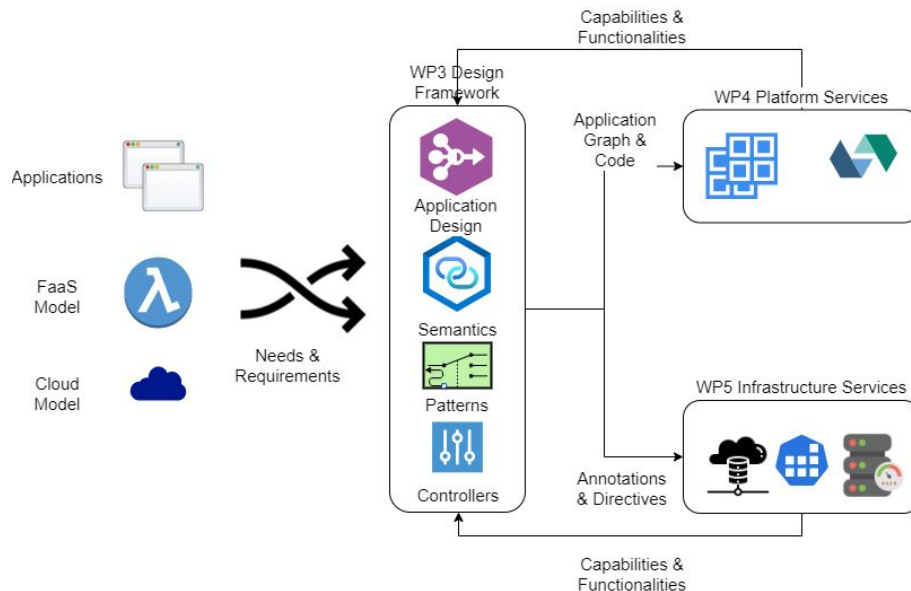 Capabilities &
Functionalities
WP3 Design
Framework
WP4 Platform Services
Application
Graph &
Code
Applications
Application
Design
FaaS
Model
Semantics
Needs &
Requirements
Cloud
Model
Patterns
WP5 Infrastructure Services
Controllers
Annotations
& Directives
Capabilities &
Functionalities